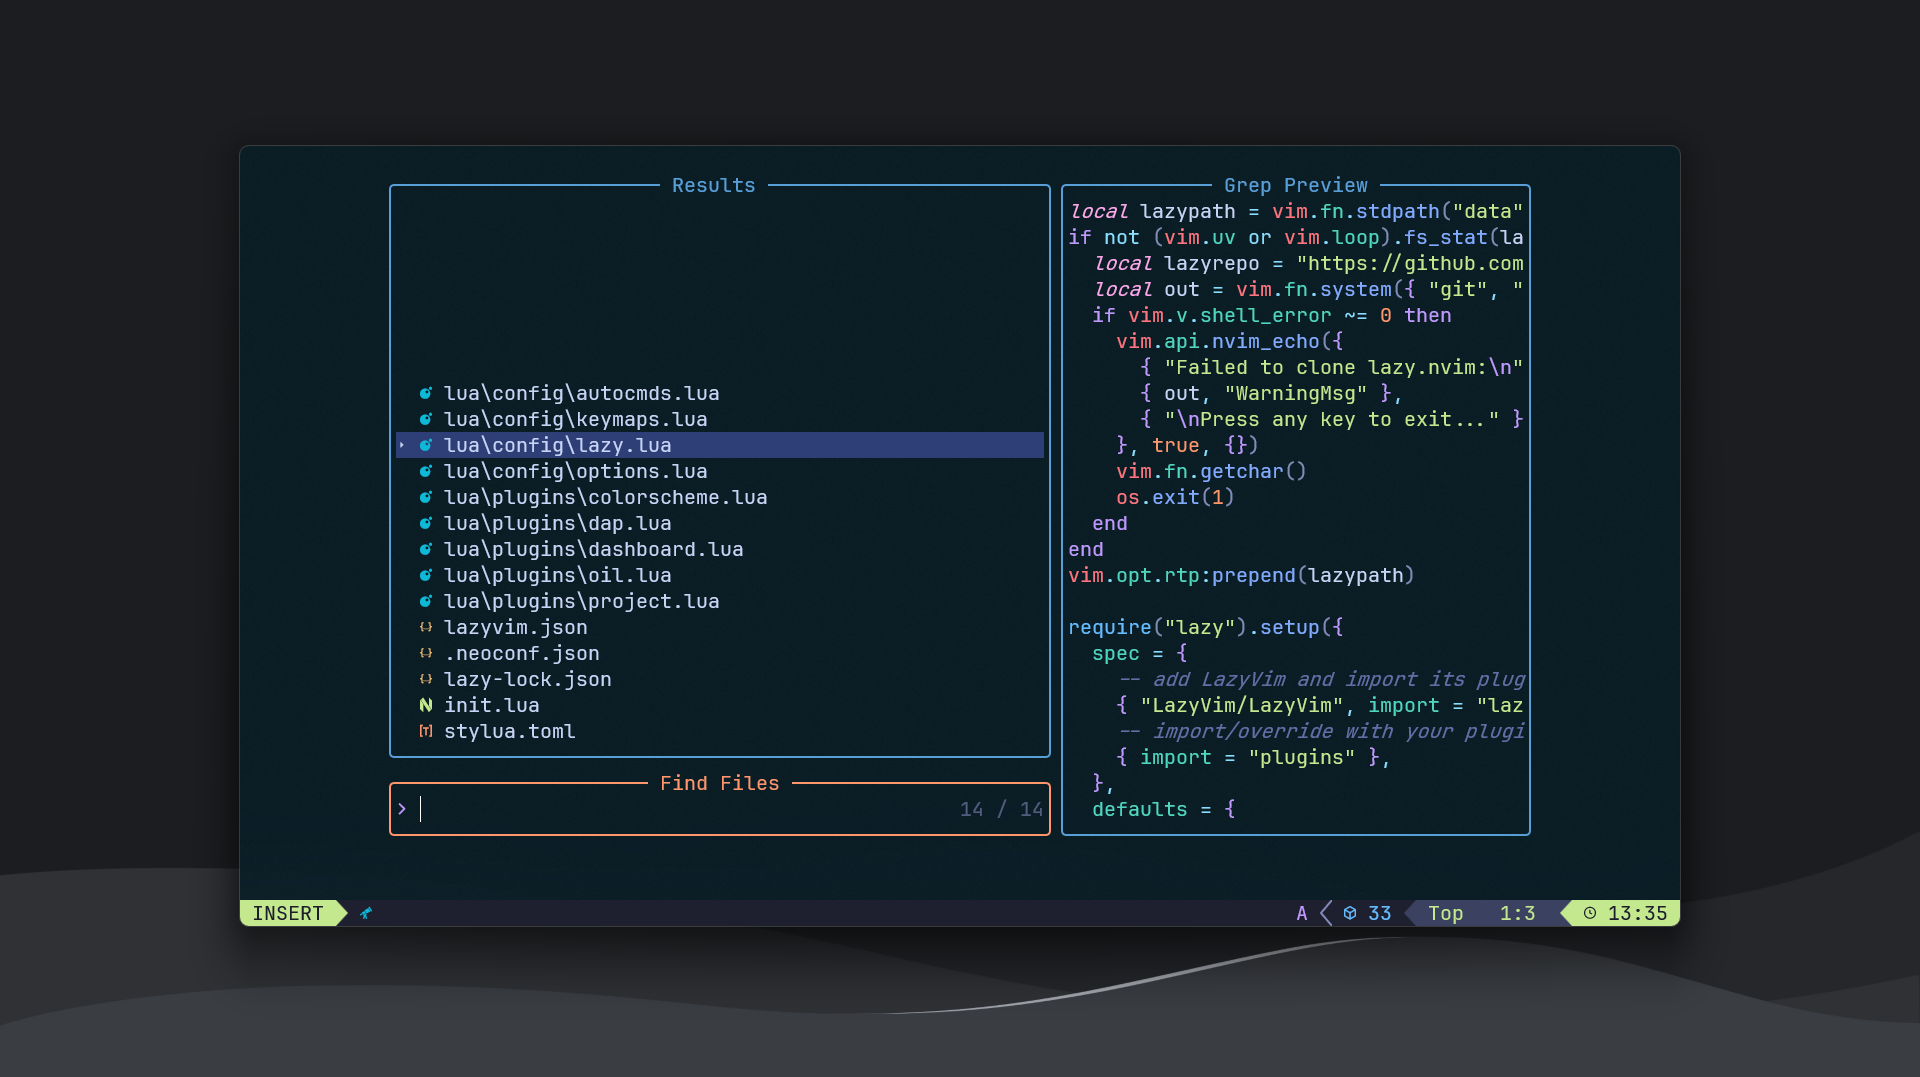 Results
lua\config\autocmds.lua
lua\config\keymaps.lua
lua\config\lazy.lua
lua\config\options.lua
lua\plugins\colorscheme.lua
lua\plugins\dap.lua
lua\plugins\dashboard.lua
lua\plugins\oil.lua
lua\plugins\project.lua
lazyvim.json
.neoconf.json
lazy-lock.json
init.lua
stylua.toml
Find Files
> 14 / 14
Grep Preview
local lazypath = vim.fn.stdpath("data"
if not (vim.uv or vim.loop).fs_stat(la
  local lazyrepo = "https://github.com
  local out = vim.fn.system({ "git", "
  if vim.v.shell_error ~= 0 then
    vim.api.nvim_echo({
      { "Failed to clone lazy.nvim:\n"
      { out, "WarningMsg" },
      { "\nPress any key to exit..." }
    }, true, {})
    vim.fn.getchar()
    os.exit(1)
  end
end
vim.opt.rtp:prepend(lazypath)
require("lazy").setup({
  spec = {
    -- add LazyVim and import its plug
    { "LazyVim/LazyVim", import = "laz
    -- import/override with your plugi
    { import = "plugins" },
  },
  defaults = {
INSERT A 33 Top 1:3 13:35